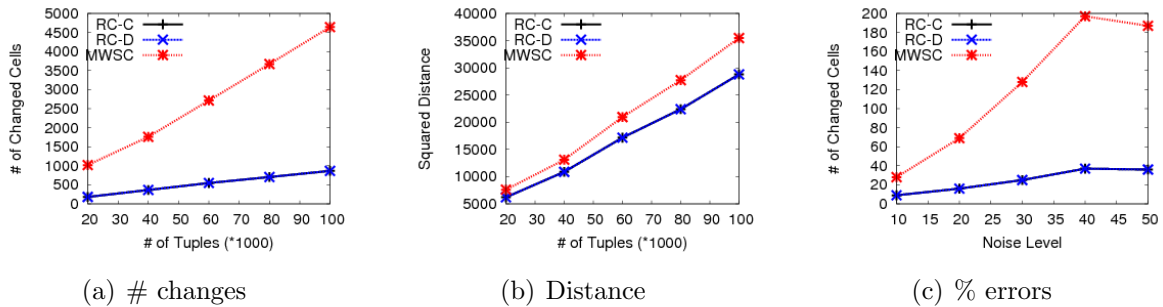 RC-C
RC-D
MWSC
# of Changed Cells
5000
4500
4000
3500
3000
2500
2000
1500
1000
500
0
20 30 40 50 60 70 80 90 100
# of Tuples (*1000)
(a) # changes
RC-C
RC-D
MWSC
Squared Distance
40000
35000
30000
25000
20000
15000
10000
5000
20 30 40 50 60 70 80 90 100
# of Tuples (*1000)
(b) Distance
RC-C
RC-D
MWSC
# of Changed Cells
200
180
160
140
120
100
80
60
40
20
0
10 15 20 25 30 35 40 45 50
Noise Level
(c) % errors